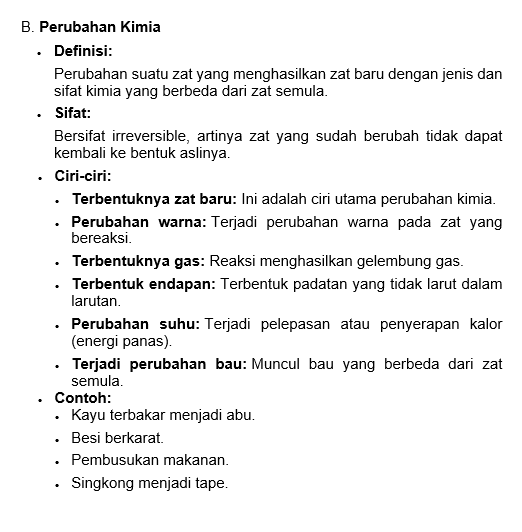 B. Perubahan Kimia
• Definisi:
Perubahan suatu zat yang menghasilkan zat baru dengan jenis dan
sifat kimia yang berbeda dari zat semula.
• Sifat:
Bersifat irreversible, artinya zat yang sudah berubah tidak dapat
kembali ke bentuk aslinya.
• Ciri-ciri:
• Terbentuknya zat baru: Ini adalah ciri utama perubahan kimia.
• Perubahan warna: Terjadi perubahan warna pada zat yang
bereaksi.
• Terbentuknya gas: Reaksi menghasilkan gelembung gas.
• Terbentuk endapan: Terbentuk padatan yang tidak larut dalam
larutan.
• Perubahan suhu: Terjadi pelepasan atau penyerapan kalor
(energi panas).
• Terjadi perubahan bau: Muncul bau yang berbeda dari zat
semula.
• Contoh:
• Kayu terbakar menjadi abu.
• Besi berkarat.
• Pembusukan makanan.
• Singkong menjadi tape.